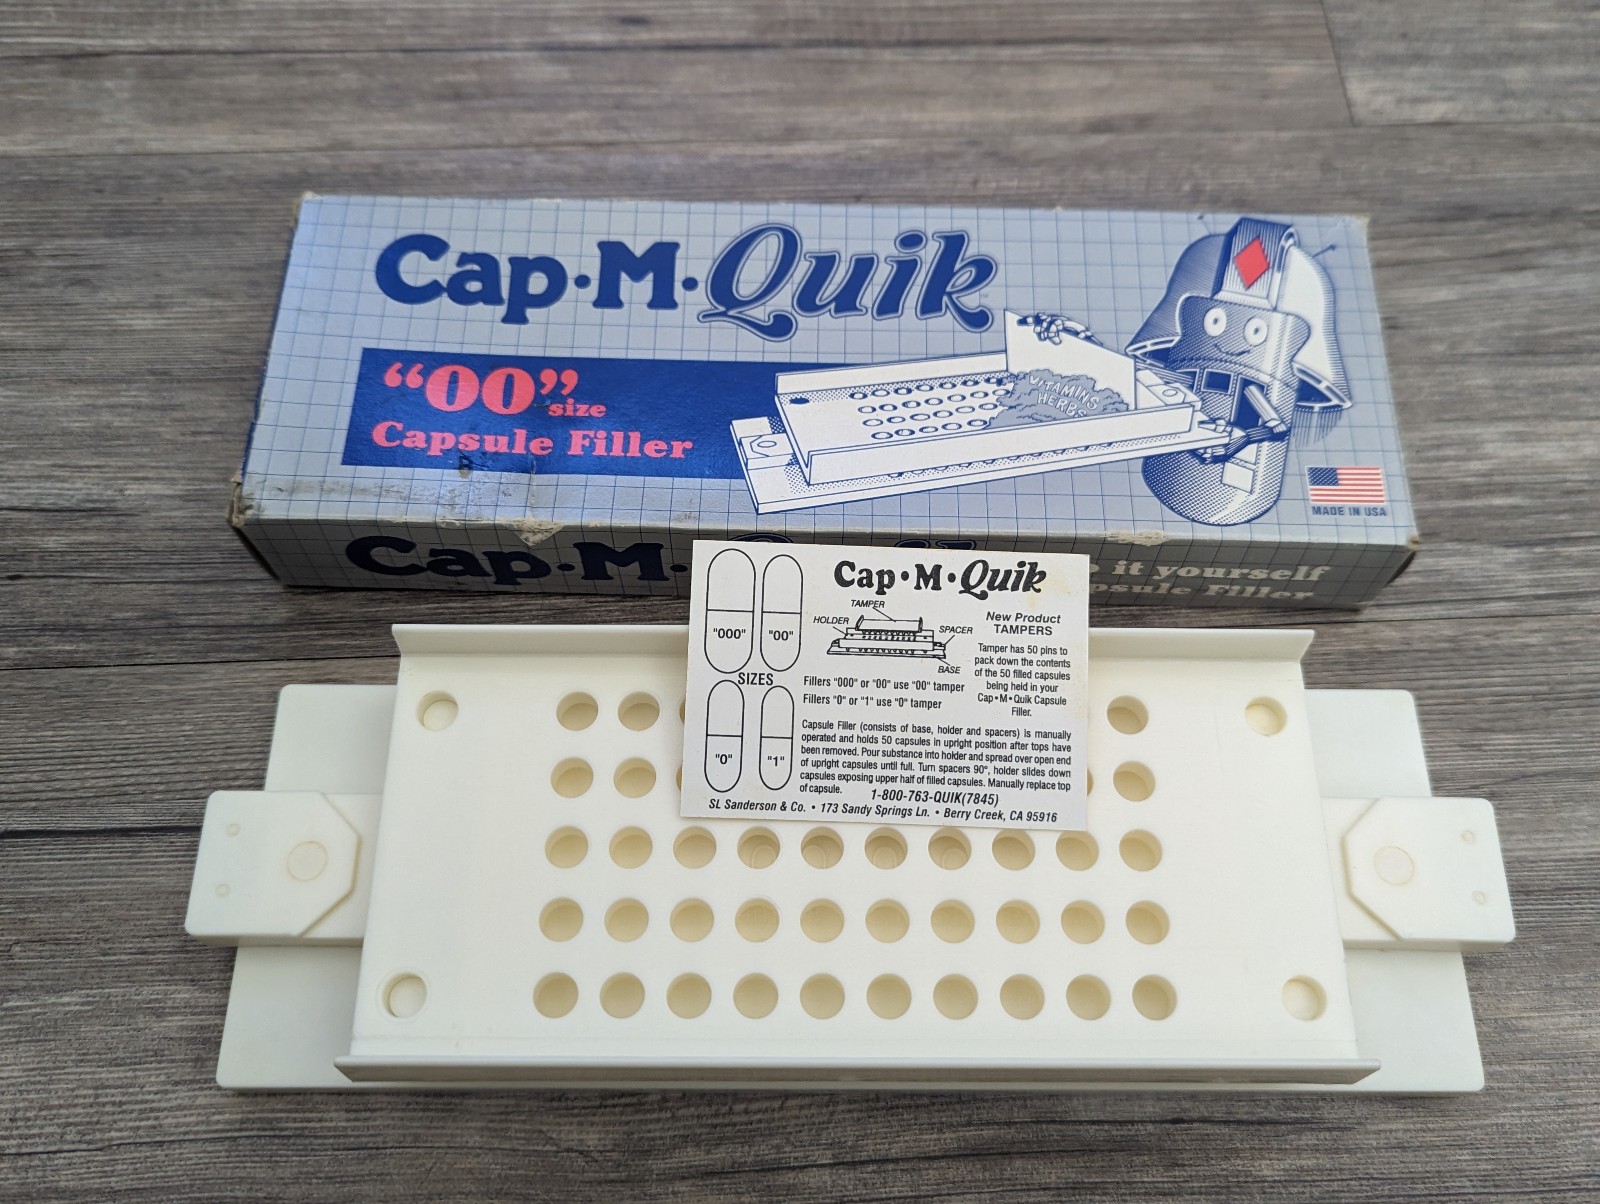 Cap·M·Quik
"00" size
Capsule Filler
VITAMINS
HERBS
MADE IN USA
Cap·M·
it yourself
Filler
Cap·M·Quik
TAMPER
HOLDER
SPACER
BASE
New Product
TAMPERS
Tamper has 50 pins to
pack down the contents
of the 50 filled capsules
being held in your
Cap•M•Quik Capsule
Filler.
"000"
"00"
SIZES
"0"
"1"
Fillers "000" or "00" use "00" tamper
Fillers "0" or "1" use "0" tamper
Capsule Filler (consists of base, holder and spacers) is manually
operated and holds 50 capsules in upright position after tops have
been removed. Pour substance into holder and spread over open end
of upright capsules until full. Turn spacers 90°, holder slides down
capsules exposing upper half of filled capsules. Manually replace top
of capsule.
1-800-763-QUIK(7845)
SL Sanderson & Co. • 173 Sandy Springs Ln. • Berry Creek, CA 95916